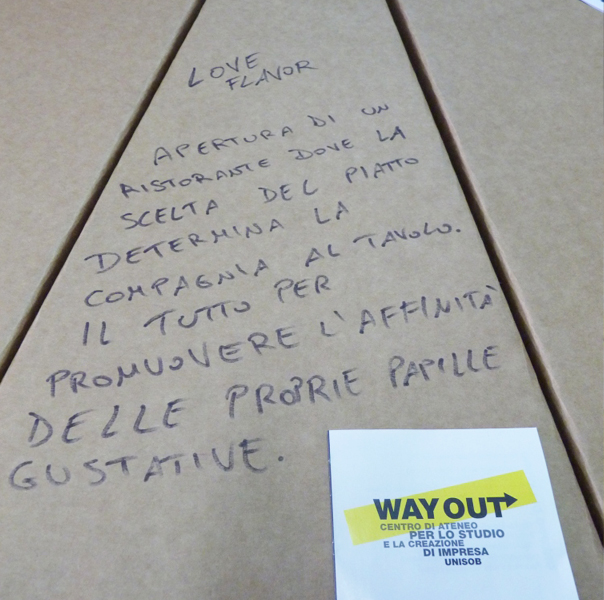 LOVE
FLAVOR
APERTURA DI UN
RISTORANTE DOVE LA
SCELTA DEL PIATTO
DETERMINA LA
COMPAGNIA AL TAVOLO.
IL TUTTO PER
PROMUOVERE L'AFFINITÀ
DELLE PROPRIE PAPILLE
GUSTATIVE.
WAY OUT
CENTRO DI ATENEO
PER LO STUDIO
E LA CREAZIONE
DI IMPRESA
UNISOB